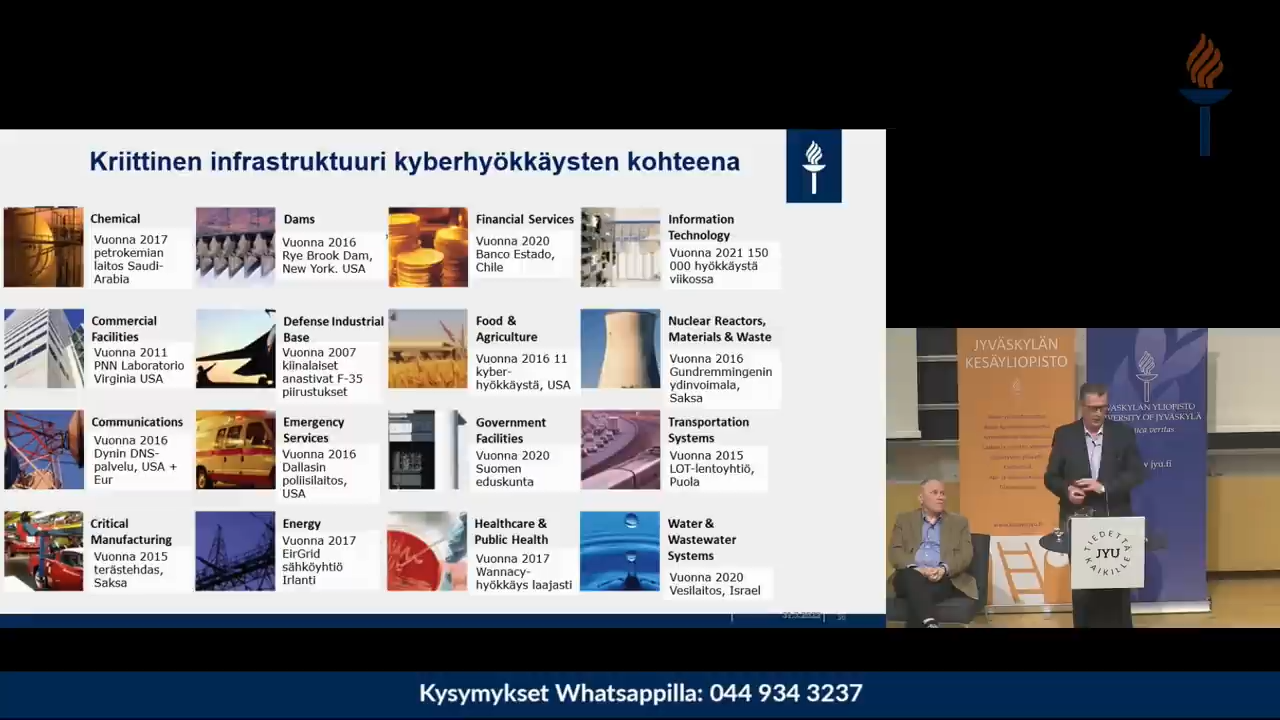 Kriittinen infrastruktuuri kyberhyökkäysten kohteena
Chemical
Vuonna 2017
petrokemian
laitos Saudi-
Arabia
Dams
Vuonna 2016
Rye Brook Dam,
New York. USA
Financial Services
Vuonna 2020
Banco Estado,
Chile
Information
Technology
Vuonna 2021 150
000 hyökkäystä
viikossa
Commercial
Facilities
Vuonna 2011
PNN Laboratorio
Virginia USA
Defense Industrial
Base
Vuonna 2007
kiinalaiset
anastivat F-35
piirustukset
Food &
Agriculture
Vuonna 2016 11
kyber-
hyökkäystä, USA
Nuclear Reactors,
Materials & Waste
Vuonna 2016
Gundremmingenin
ydinvoimala,
Saksa
Communications
Vuonna 2016
Dynin DNS-
palvelu, USA +
Eur
Emergency
Services
Vuonna 2016
Dallasin
poliisilaitos,
USA
Government
Facilities
Vuonna 2020
Suomen
eduskunta
Transportation
Systems
Vuonna 2015
LOT-lentoyhtiö,
Puola
Critical
Manufacturing
Vuonna 2015
terästehdas,
Saksa
Energy
Vuonna 2017
EirGrid
sähköyhtiö
Irlanti
Healthcare &
Public Health
Vuonna 2017
Wannacy-
hyökkäys laajasti
Water &
Wastewater
Systems
Vuonna 2020
Vesilaitos, Israel
JYVÄSKYLÄN
KESÄYLIOPISTO
VÄSKYLÄN YLIOPISTO
VERSITY OF JYVÄSKYLÄ
jyu.fi
TIEDETTÄ
JYU
KAIKILLE
Kysymykset Whatsappilla: 044 934 3237